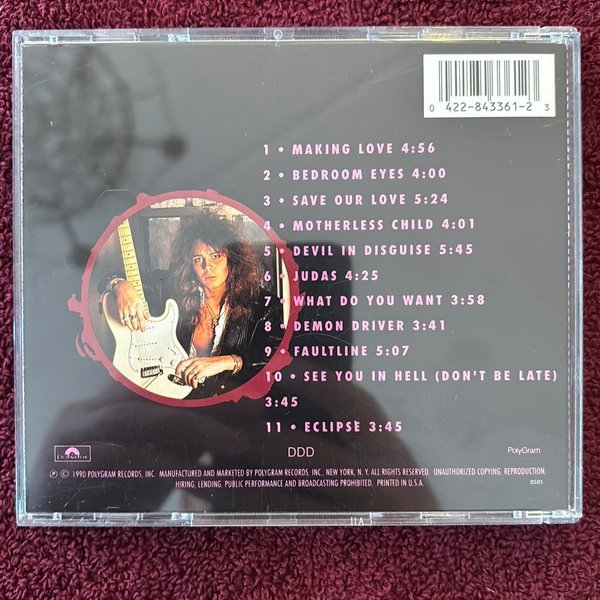 0 422-843361-2 3
1 • MAKING LOVE 4:56
2 • BEDROOM EYES 4:00
3 • SAVE OUR LOVE 5:24
4 • MOTHERLESS CHILD 4:01
5 • DEVIL IN DISGUISE 5:45
6 • JUDAS 4:25
7 • WHAT DO YOU WANT 3:58
8 • DEMON DRIVER 3:41
9 • FAULTLINE 5:07
10 • SEE YOU IN HELL (DON'T BE LATE)
3:45
11 • ECLIPSE 3:45
DDD
Polydor
PolyGram
℗ © 1990 POLYGRAM RECORDS, INC. MANUFACTURED AND MARKETED BY POLYGRAM RECORDS, INC., NEW YORK, N.Y. ALL RIGHTS RESERVED. UNAUTHORIZED COPYING, REPRODUCTION,
HIRING, LENDING, PUBLIC PERFORMANCE AND BROADCASTING PROHIBITED. PRINTED IN U.S.A.
0501